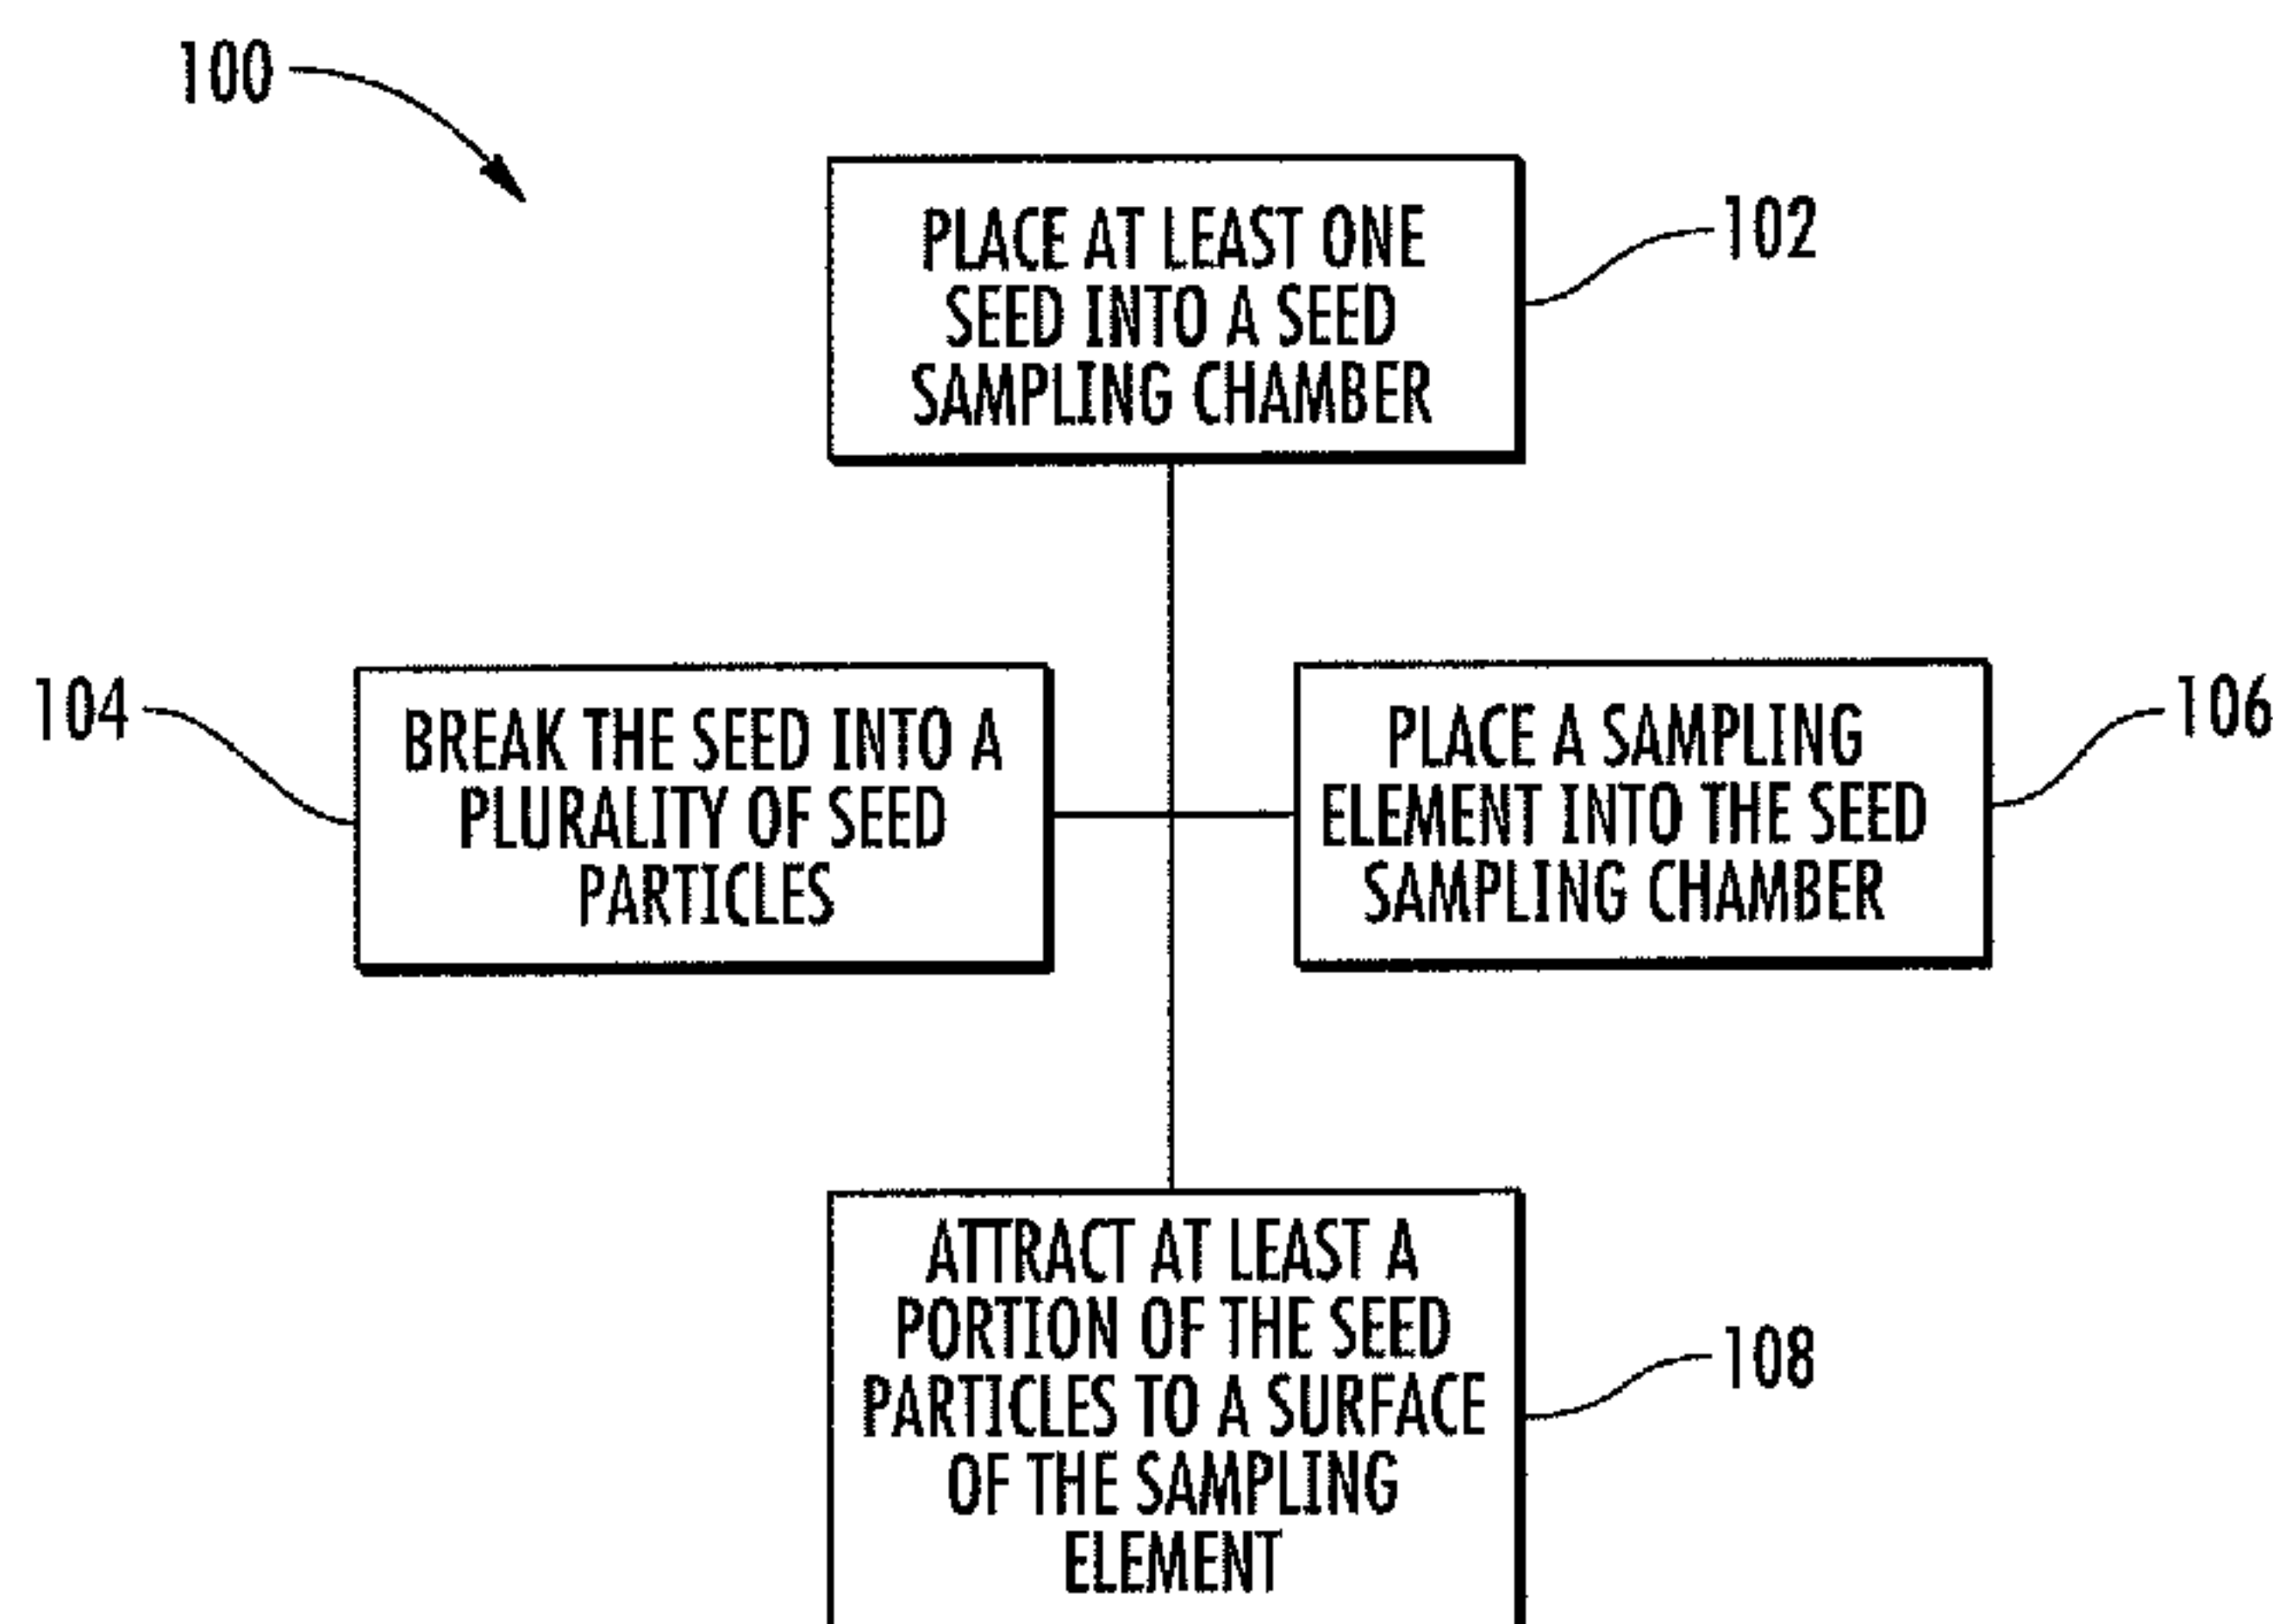 100
PLACE AT LEAST ONE
SEED INTO A SEED
SAMPLING CHAMBER
102
104
BREAK THE SEED INTO A
PLURALITY OF SEED
PARTICLES
PLACE A SAMPLING
ELEMENT INTO THE SEED
SAMPLING CHAMBER
106
ATTRACT AT LEAST A
PORTION OF THE SEED
PARTICLES TO A SURFACE
OF THE SAMPLING
ELEMENT
108